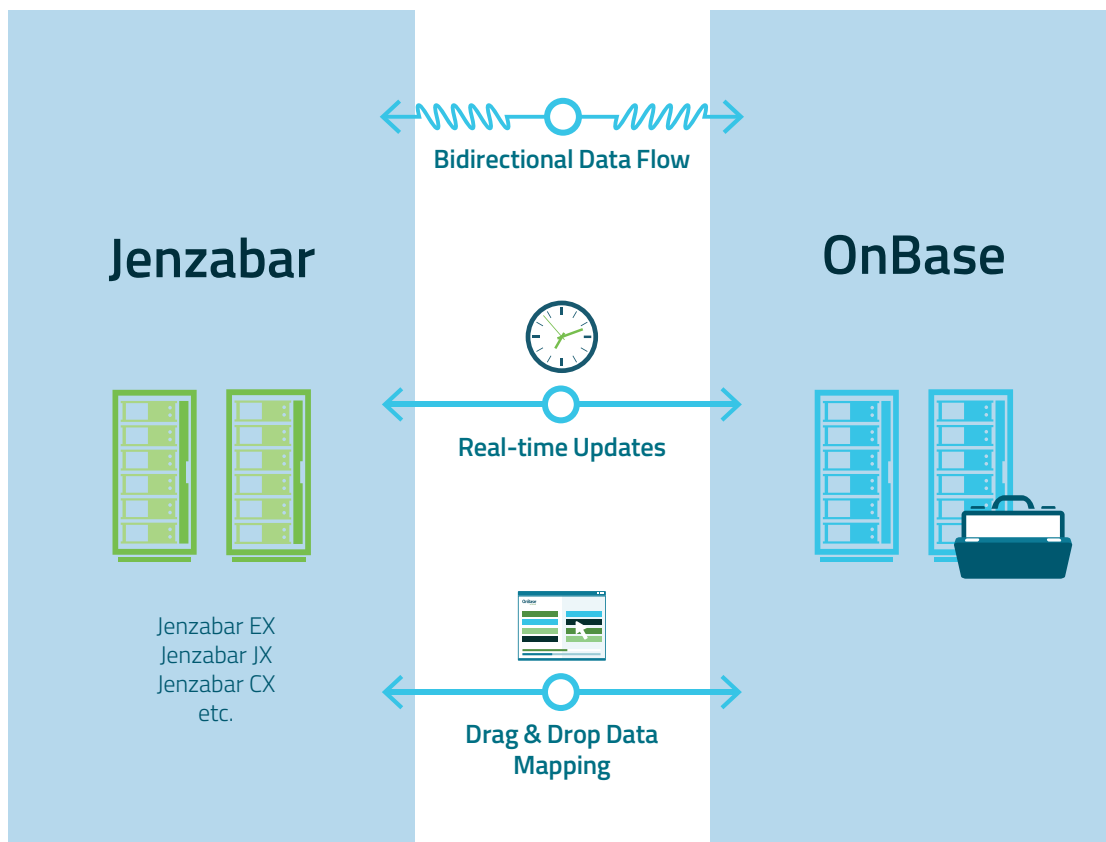 Bidirectional Data Flow
Jenzabar
OnBase
Real-time Updates
OnBase
Jenzabar EX
Jenzabar JX
Jenzabar CX
etc.
Drag & Drop Data
Mapping